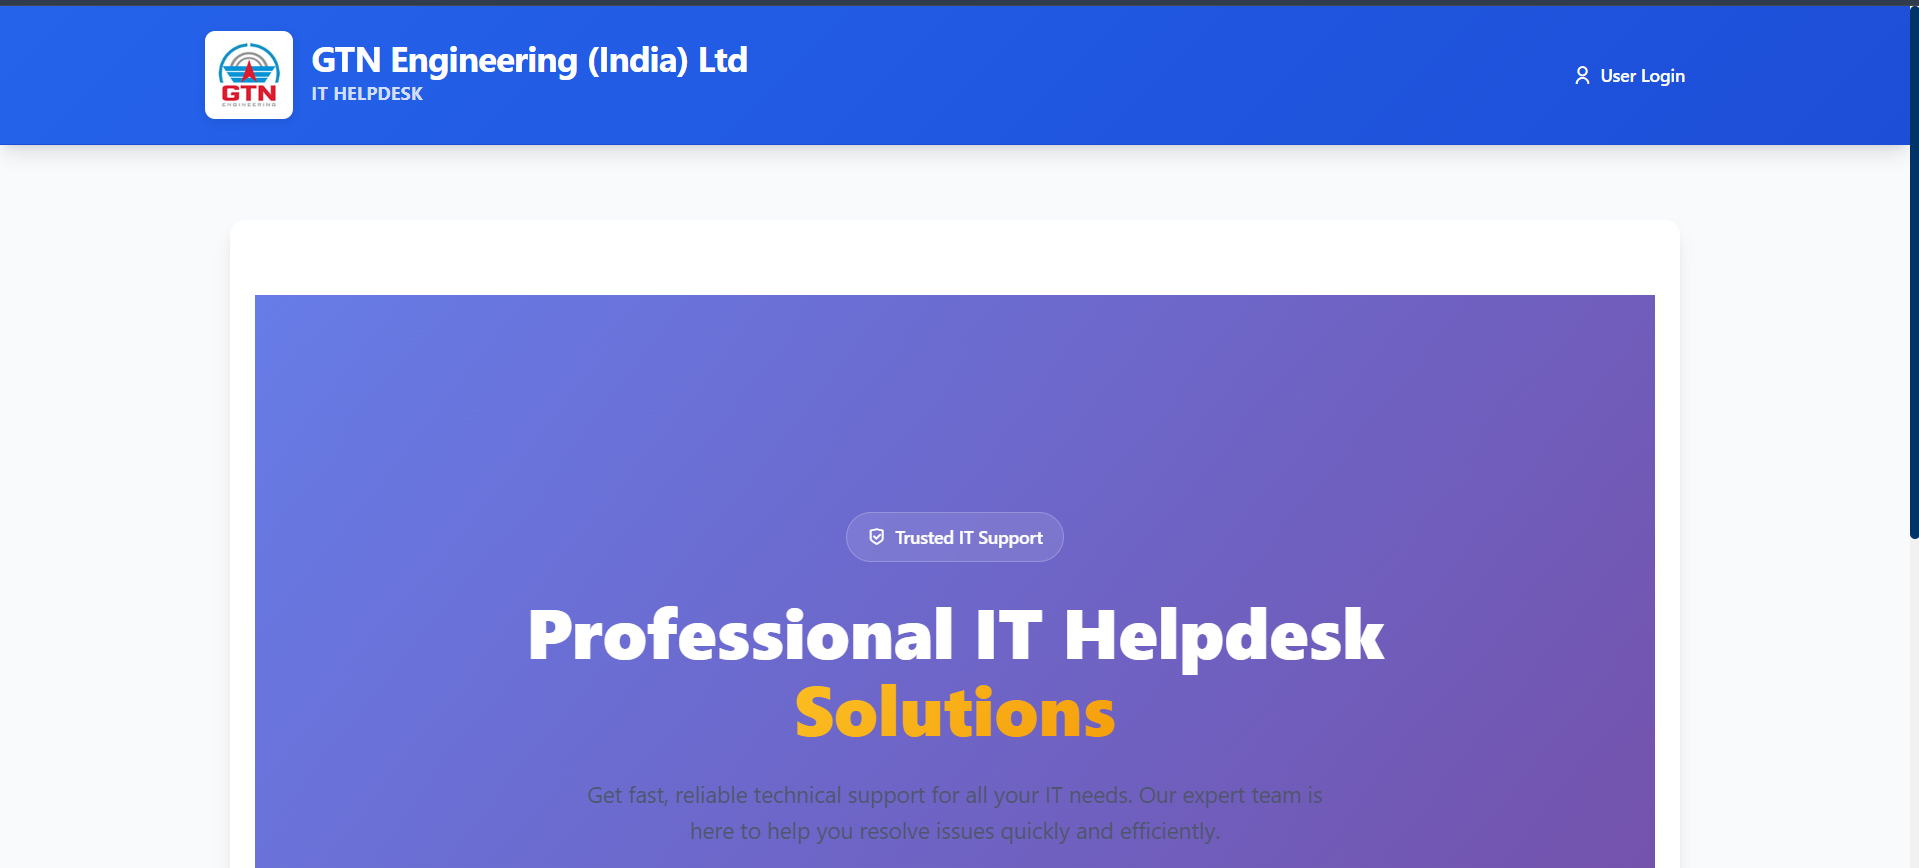 GTN
ENGINEERING
GTN Engineering (India) Ltd
IT HELPDESK
User Login
Trusted IT Support
Professional IT Helpdesk
Solutions
Get fast, reliable technical support for all your IT needs. Our expert team is
here to help you resolve issues quickly and efficiently.